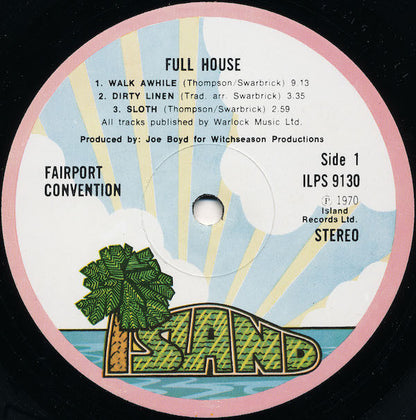 FULL HOUSE
1. WALK AWHILE (Thompson/Swarbrick) 9.13
2. DIRTY LINEN (Trad. arr. Swarbrick) 3.35
3. SLOTH (Thompson/Swarbrick) 2.59
All tracks published by Warlock Music Ltd.
Produced by: Joe Boyd for Witchseason Productions
FAIRPORT
CONVENTION
Side 1
ILPS 9130
℗ 1970
Island
Records Ltd.
STEREO
ISLAND